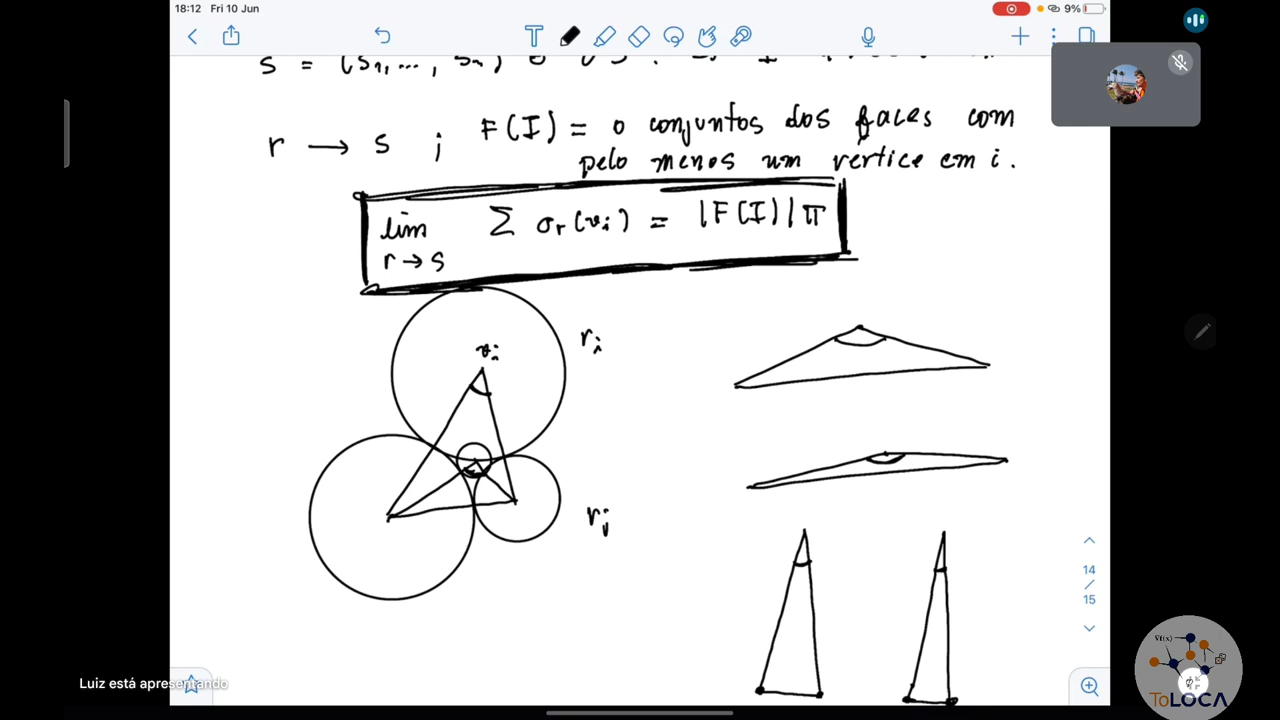 18:12 Fri 10 Jun
9%
r → s ; F(I) = o conjuntos dos faces com
pelo menos um vertice em i.
lim Σ σr(vi) = |F(I)| π
r → s
vi
ri
rj
14
/
15
∇f(x)
ToLOCA
Luiz está apresentando